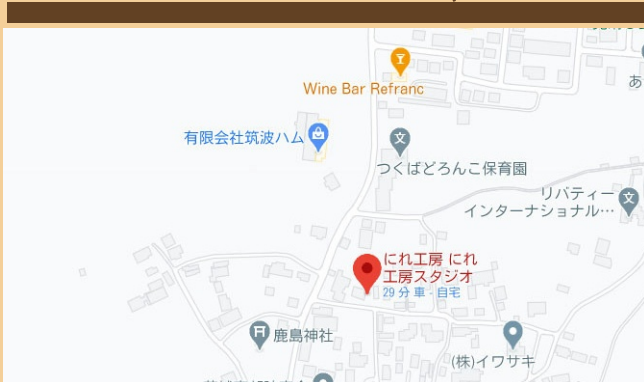 Wine Bar Refranc
有限会社筑波ハム
つくばどろんこ保育園
リバティー
インターナショナル…
にれ工房 にれ
工房スタジオ
29 分 車 - 自宅
鹿島神社
(株)イワサキ
あ